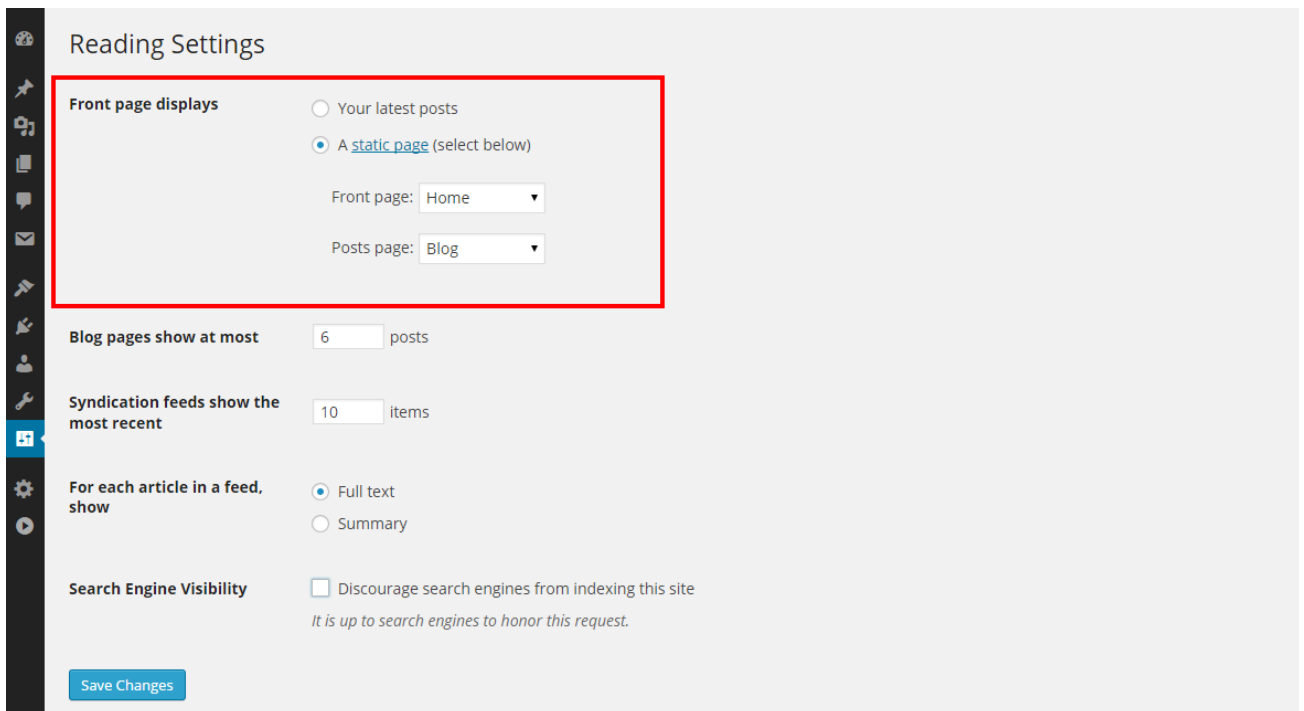 Reading Settings
Front page displays
Your latest posts
A static page (select below)
Front page: Home
Posts page: Blog
Blog pages show at most 6 posts
Syndication feeds show the
most recent
10 items
For each article in a feed,
show
Full text
Summary
Search Engine Visibility
Discourage search engines from indexing this site
It is up to search engines to honor this request.
Save Changes